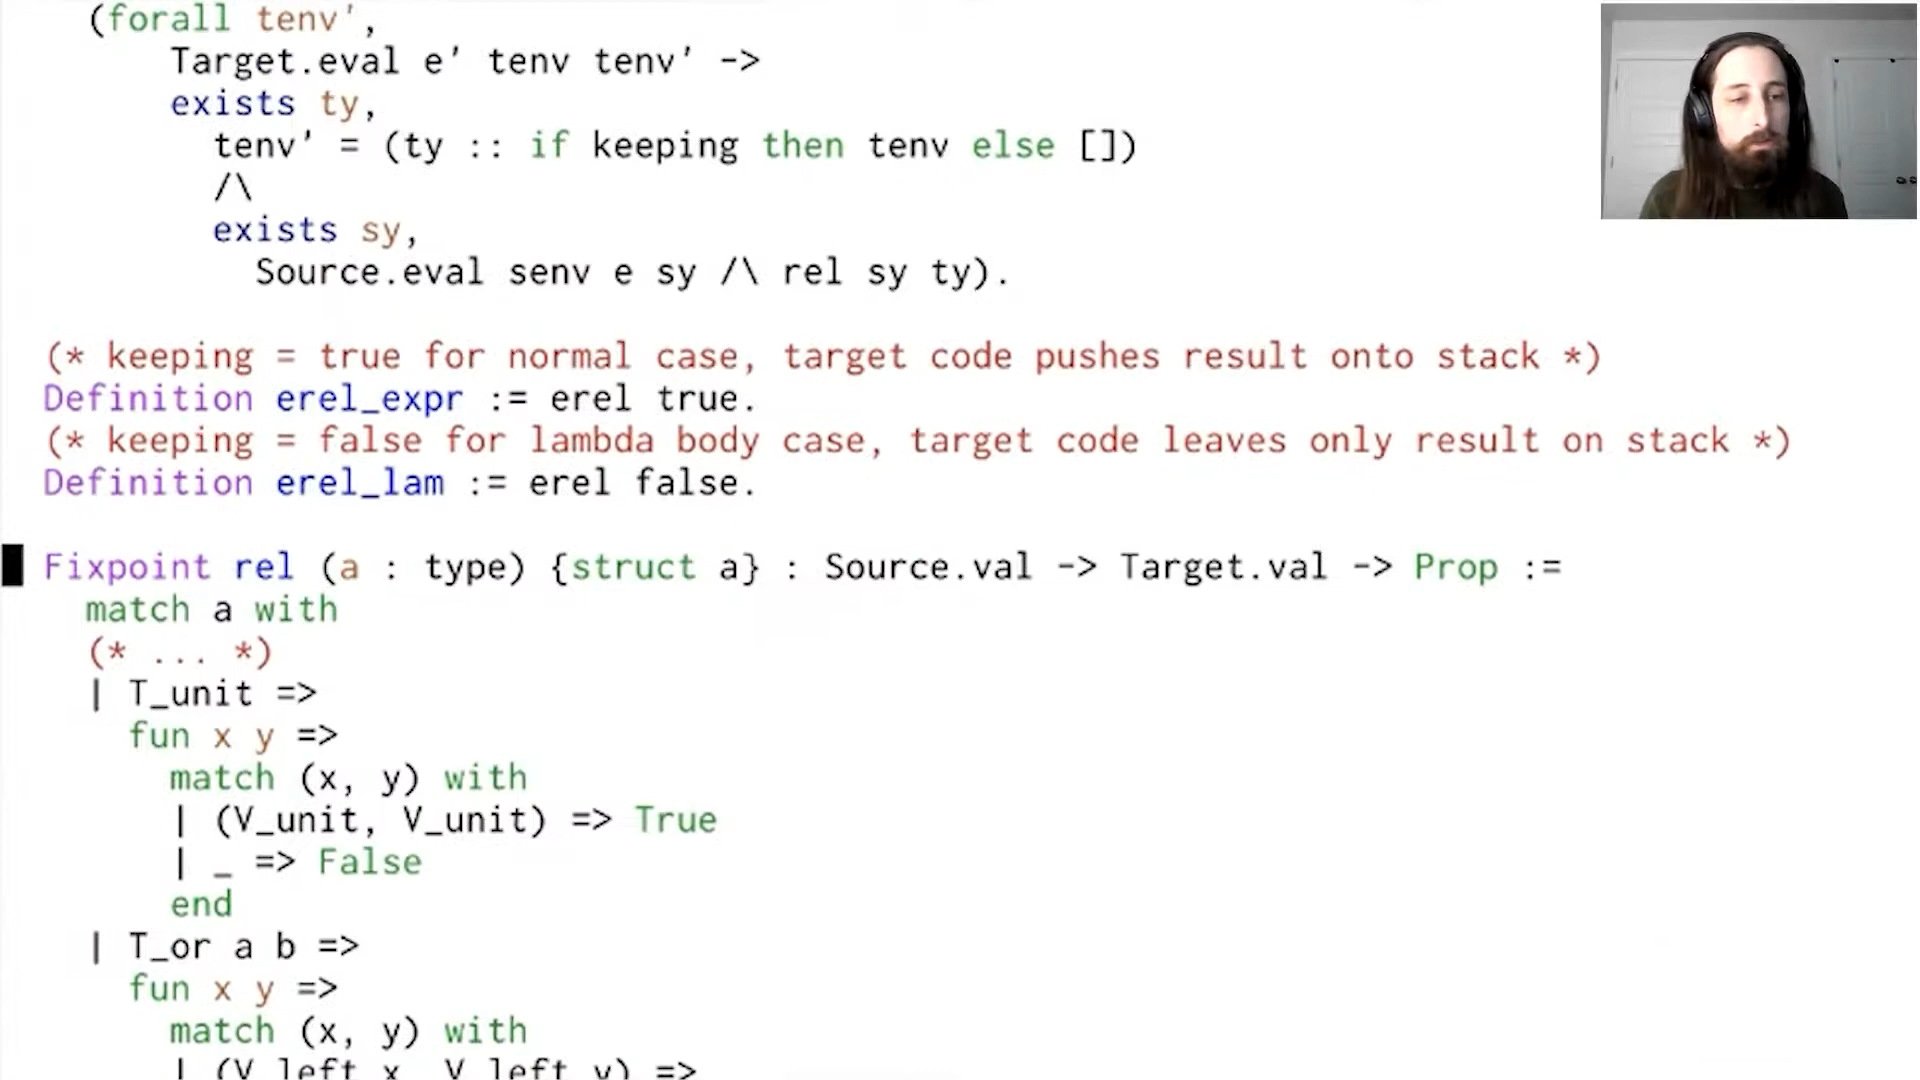 (forall tenv',
Target.eval e' tenv tenv' ->
exists ty,
tenv' = (ty :: if keeping then tenv else [])
/\
exists sy,
Source.eval senv e sy /\ rel sy ty).
(* keeping = true for normal case, target code pushes result onto stack *)
Definition erel_expr := erel true.
(* keeping = false for lambda body case, target code leaves only result on stack *)
Definition erel_lam := erel false.
Fixpoint rel (a : type) {struct a} : Source.val -> Target.val -> Prop :=
match a with
(* ... *)
| T_unit =>
fun x y =>
match (x, y) with
| (V_unit, V_unit) => True
| _ => False
end
| T_or a b =>
fun x y =>
match (x, y) with
| (V_left x, V_left y) =>